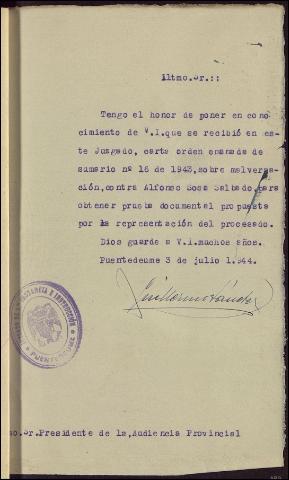 iltmo.sr.::
Tengo el honor de poner en cono-
cimiento de V.I.que se recibió en es-
te Juzgado, carta orden emanada de
sumario nº 16 de 1943,sobre malversa-
ción,contra Alfonso Sosa Salgado,para
obtener prueba documental propuesta
por la representación del procesado.
Dios guarde a V.I.muchos años.
Puentedeume 3 de julio 1.944.
mo.sr.Presidente de la,Audiencia Provincial